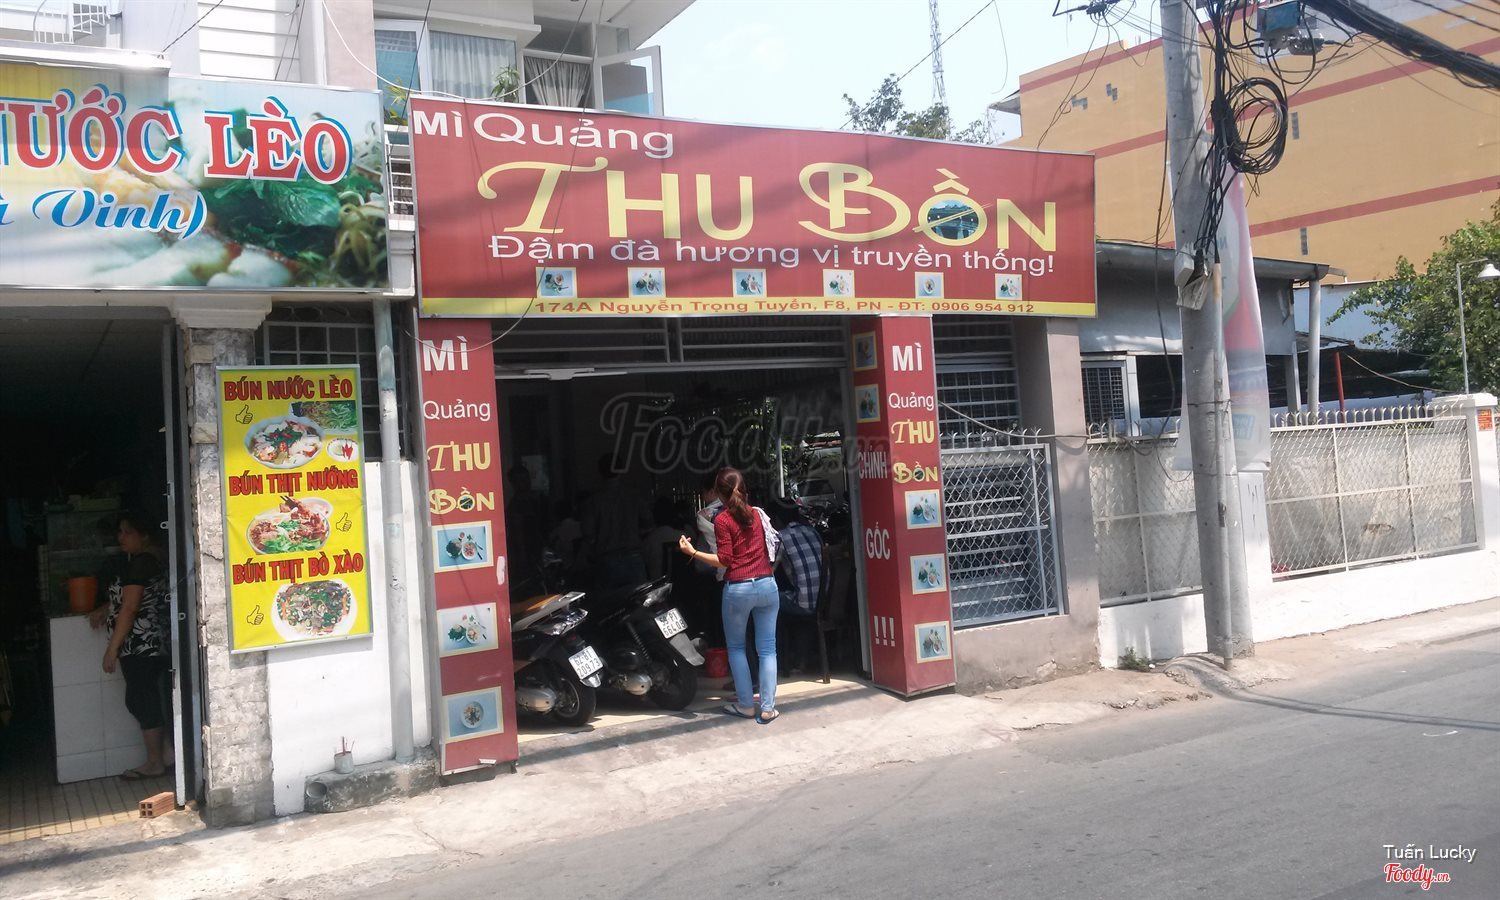 ƯỚC LÈO
Vinh)
BÚN NƯỚC LÈO
BÚN THỊT NƯỚNG
BÚN THỊT BÒ XÀO
MÌ Quảng
THU BỒN
Đậm đà hương vị truyền thống!
174A Nguyễn Trọng Tuyển, F8, PN - ĐT: 0906 954 912
MÌ
Quảng
THU
BỒN
CHÍNH
GỐC
!!!
MÌ
Quảng
THU
BỒN
Foody.vn
Tuấn Lucky
Foody.vn